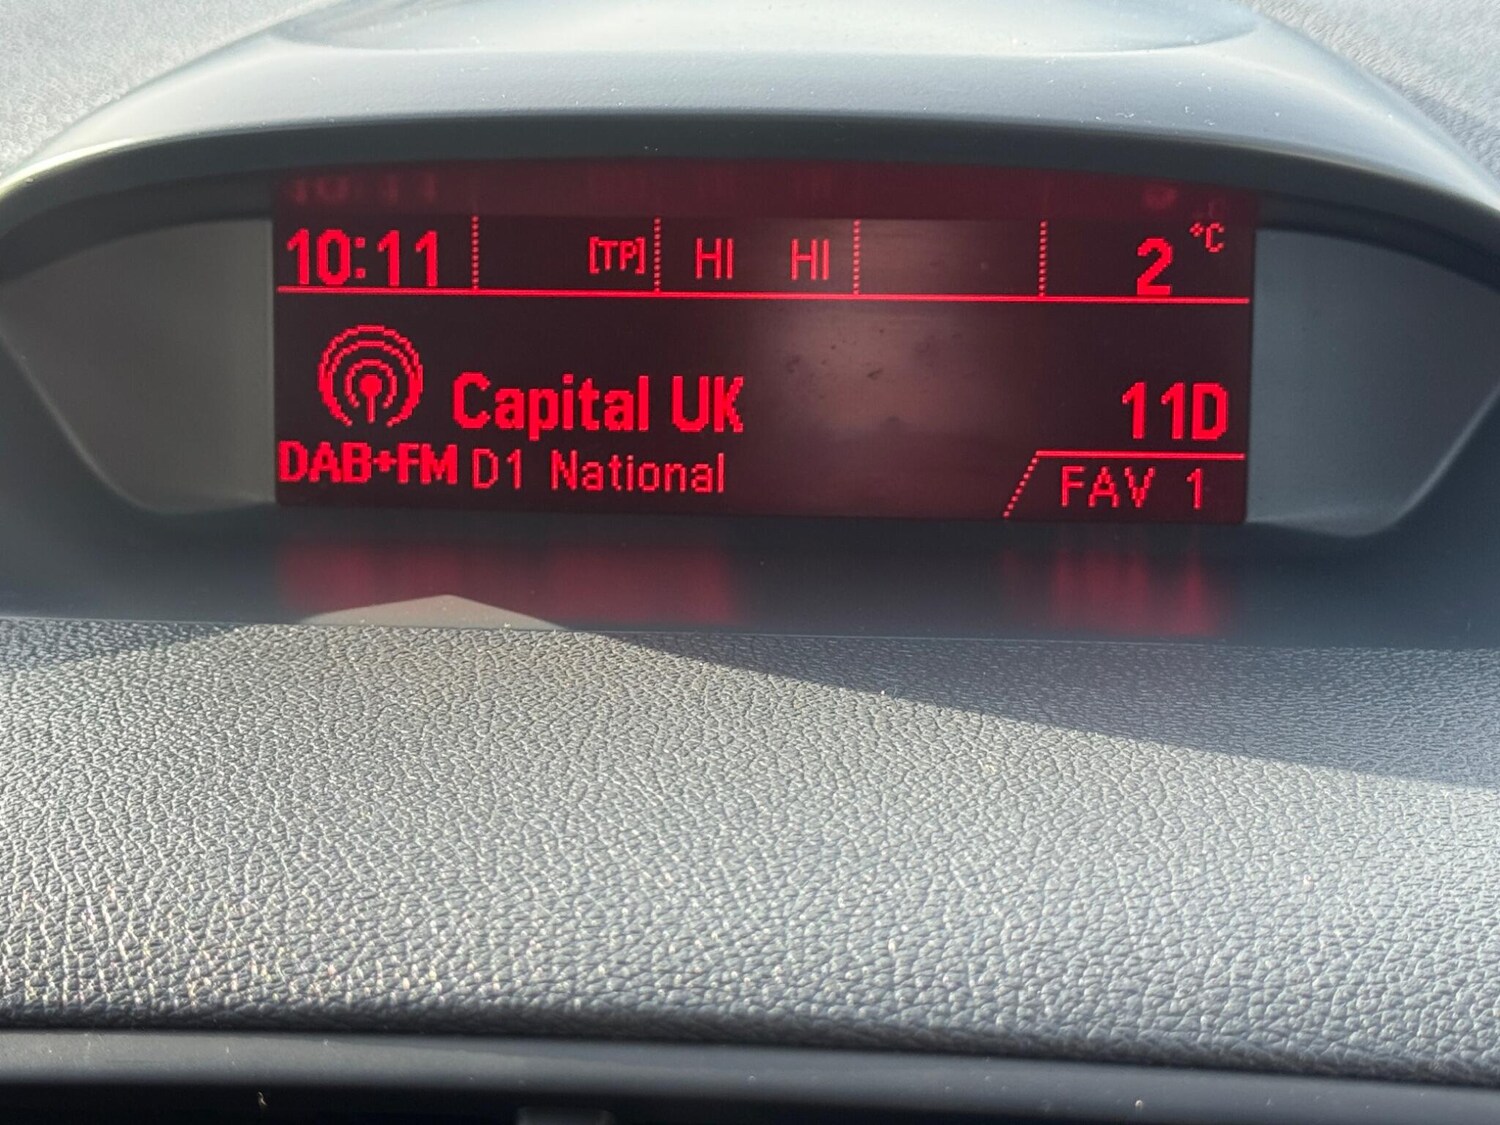 10:11 [TP] HI HI 2 °C
Capital UK 11D
DAB+FM D1 National FAV 1